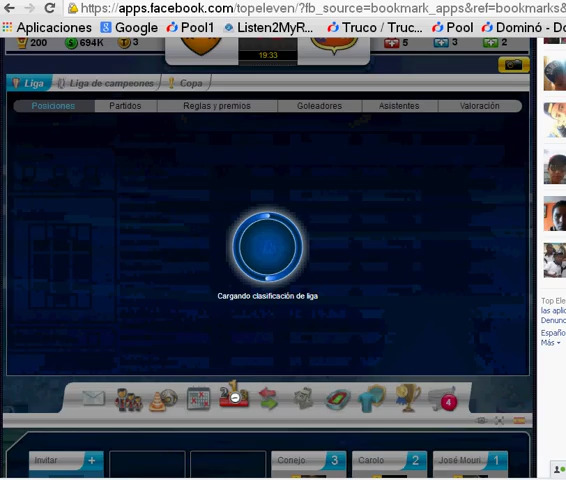 https://apps.facebook.com/topeleven/?fb_source=bookmark_apps&ref=bookmarks&
Aplicaciones Google Pool1 Listen2MyR... Truco / Truc... Pool Dominó - Do
200 694K 3 5 3 2
19:33
Liga Liga de campeones Copa
Posiciones Partidos Reglas y premios Goleadores Asistentes Valoración
Cargando clasificación de liga
4
Invitar + Conejo 3 Carolo 2 José Mouri 1
Top Ele
las aplic
Denunc
Españo
Más